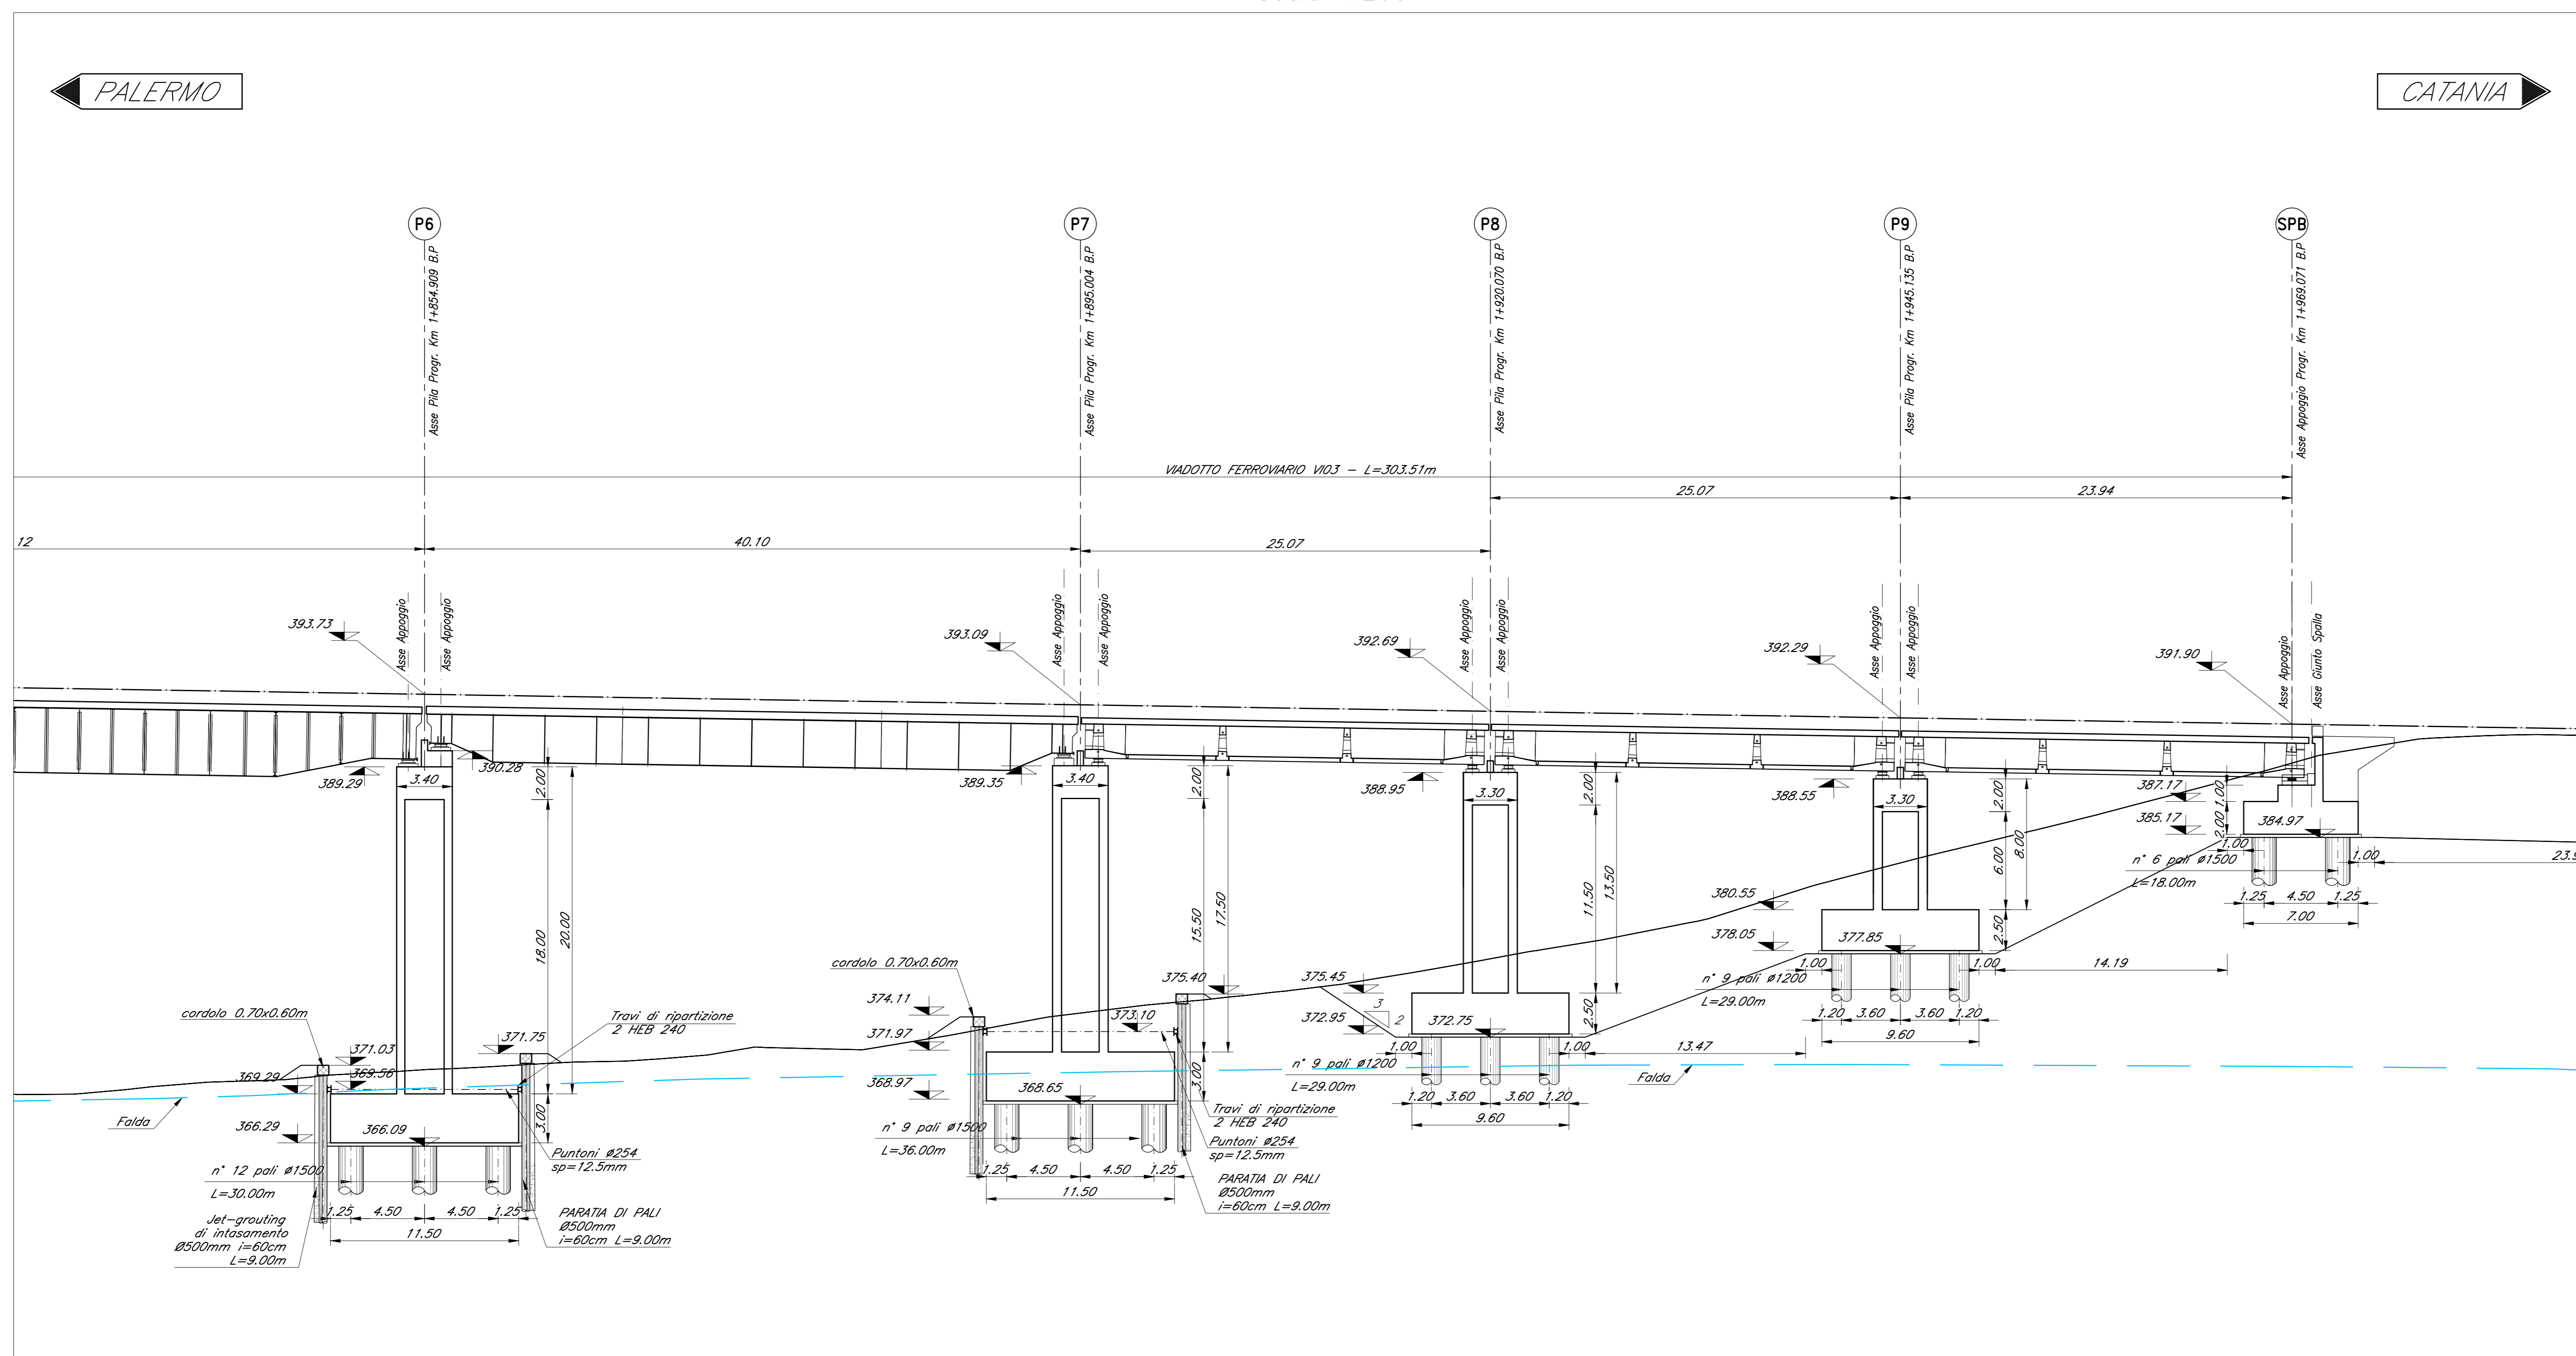 PALERMO
CATANIA
P6
P7
P8
P9
SPB
Asse Pila Progr. Km 1+854.909 B.P
Asse Pila Progr. Km 1+895.004 B.P
Asse Pila Progr. Km 1+920.070 B.P
Asse Pila Progr. Km 1+945.135 B.P
Asse Appoggio Progr. Km 1+969.071 B.P
VIADOTTO FERROVIARIO VI03 - L=303.51m
25.07
23.94
12
40.10
25.07
Asse Appoggio
Asse Appoggio
Asse Appoggio
Asse Appoggio
Asse Appoggio
Asse Appoggio
Asse Appoggio
Asse Appoggio
Asse Appoggio
Asse Giunto Spalla
393.73
393.09
392.69
392.29
391.90
389.29
3.40
390.28
2.00
18.00
20.00
3.00
389.35
3.40
2.00
15.50
17.50
3.00
388.95
3.30
2.00
11.50
13.50
2.50
388.55
3.30
2.00
6.00
8.00
2.50
387.17
1.00
385.17
2.00
384.97
1.00
n° 6 pali ø1500
L=18.00m
1.00
23.9
1.25
4.50
1.25
7.00
380.55
378.05
377.85
1.00
1.00
14.19
n° 9 pali ø1200
L=29.00m
1.20
3.60
3.60
1.20
9.60
375.45
3
2
372.95
372.75
1.00
1.00
13.47
n° 9 pali ø1200
L=29.00m
Falda
1.20
3.60
3.60
1.20
9.60
cordolo 0.70x0.60m
375.40
374.11
373.10
371.97
368.97
368.65
n° 9 pali ø1500
L=36.00m
1.25
4.50
4.50
1.25
11.50
Travi di ripartizione
2 HEB 240
Puntoni ø254
sp=12.5mm
PARATIA DI PALI
Ø500mm
i=60cm L=9.00m
cordolo 0.70x0.60m
Travi di ripartizione
2 HEB 240
371.03
371.75
369.29
369.56
Falda
366.29
366.09
n° 12 pali ø1500
L=30.00m
Jet-grouting
di intasamento
Ø500mm i=60cm
L=9.00m
1.25
4.50
4.50
1.25
11.50
Puntoni ø254
sp=12.5mm
PARATIA DI PALI
Ø500mm
i=60cm L=9.00m